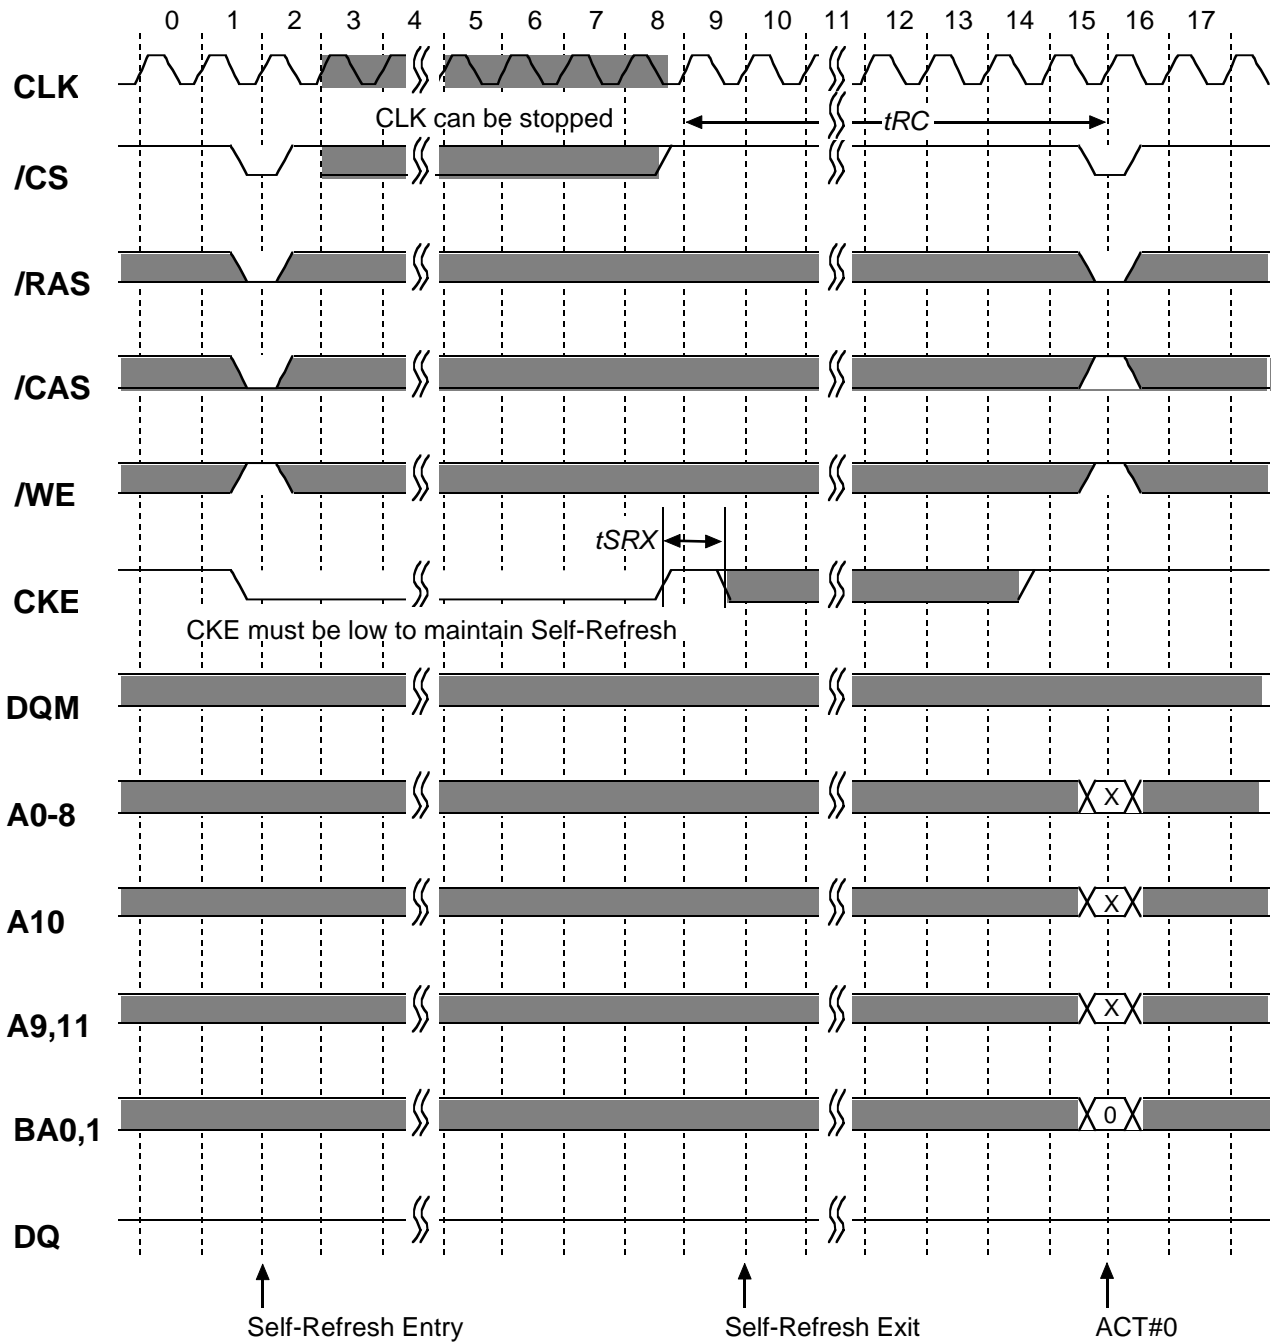 0 1 2 3 4 5 6 7 8 9 10 11 12 13 14 15 16 17
CLK
CLK can be stopped
tRC
/CS
/RAS
/CAS
/WE
tSRX
CKE
CKE must be low to maintain Self-Refresh
DQM
A0-8
X
A10
X
A9,11
X
BA0,1
0
DQ
Self-Refresh Entry
Self-Refresh Exit
ACT#0